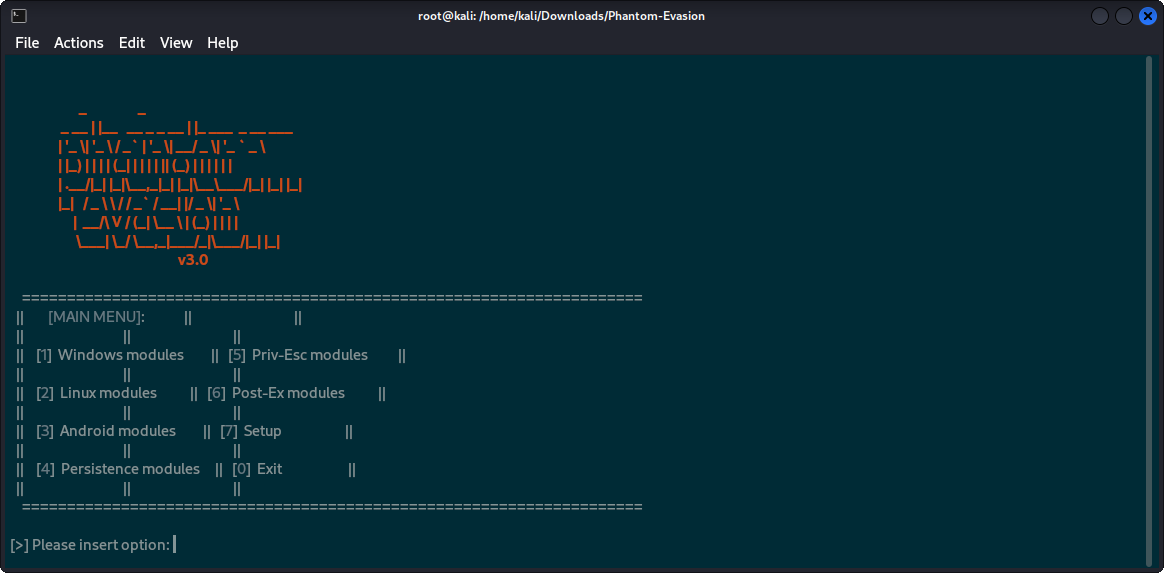 root@kali: /home/kali/Downloads/Phantom-Evasion
File Actions Edit View Help
phantom
evasion
v3.0
=====================================================================
|| [MAIN MENU]: || ||
|| || ||
|| [1] Windows modules || [5] Priv-Esc modules ||
|| || ||
|| [2] Linux modules || [6] Post-Ex modules ||
|| || ||
|| [3] Android modules || [7] Setup ||
|| || ||
|| [4] Persistence modules || [0] Exit ||
|| || ||
=====================================================================
[>] Please insert option: